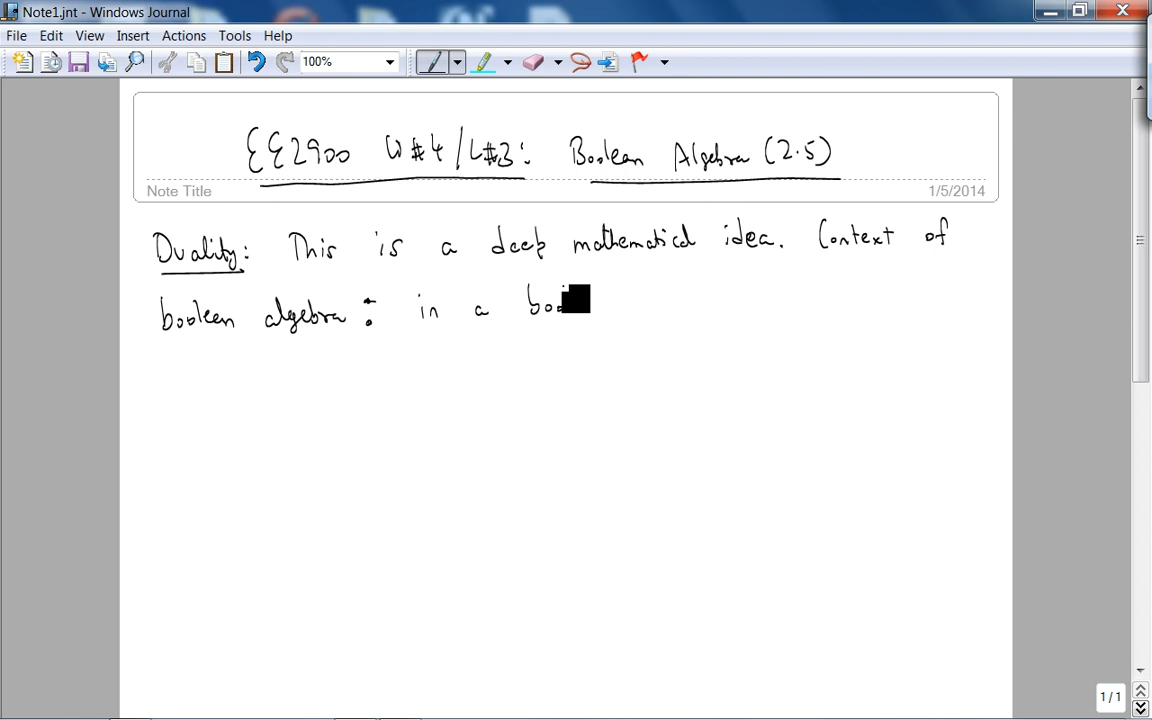 Note1.jnt - Windows Journal
File Edit View Insert Actions Tools Help
100%
EE2900 W#4/L#3: Boolean Algebra (2.5)
Note Title 1/5/2014
Duality: This is a deep mathematical idea. Context of
boolean algebra: in a
1/1